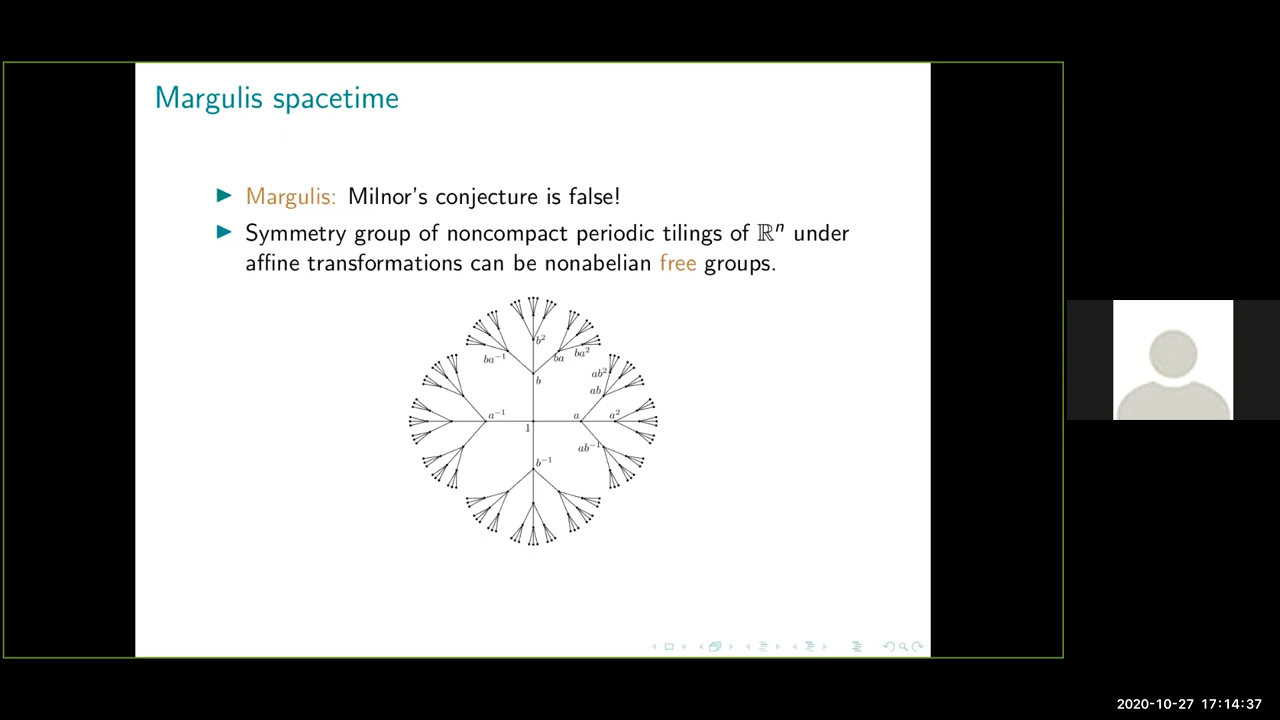 Margulis spacetime
▶ Margulis: Milnor's conjecture is false!
▶ Symmetry group of noncompact periodic tilings of ℝⁿ under
affine transformations can be nonabelian free groups.
b²
ba⁻¹
ba
ba²
b
ab²
ab
a⁻¹
a
a²
1
ab⁻¹
b⁻¹
2020-10-27 17:14:37